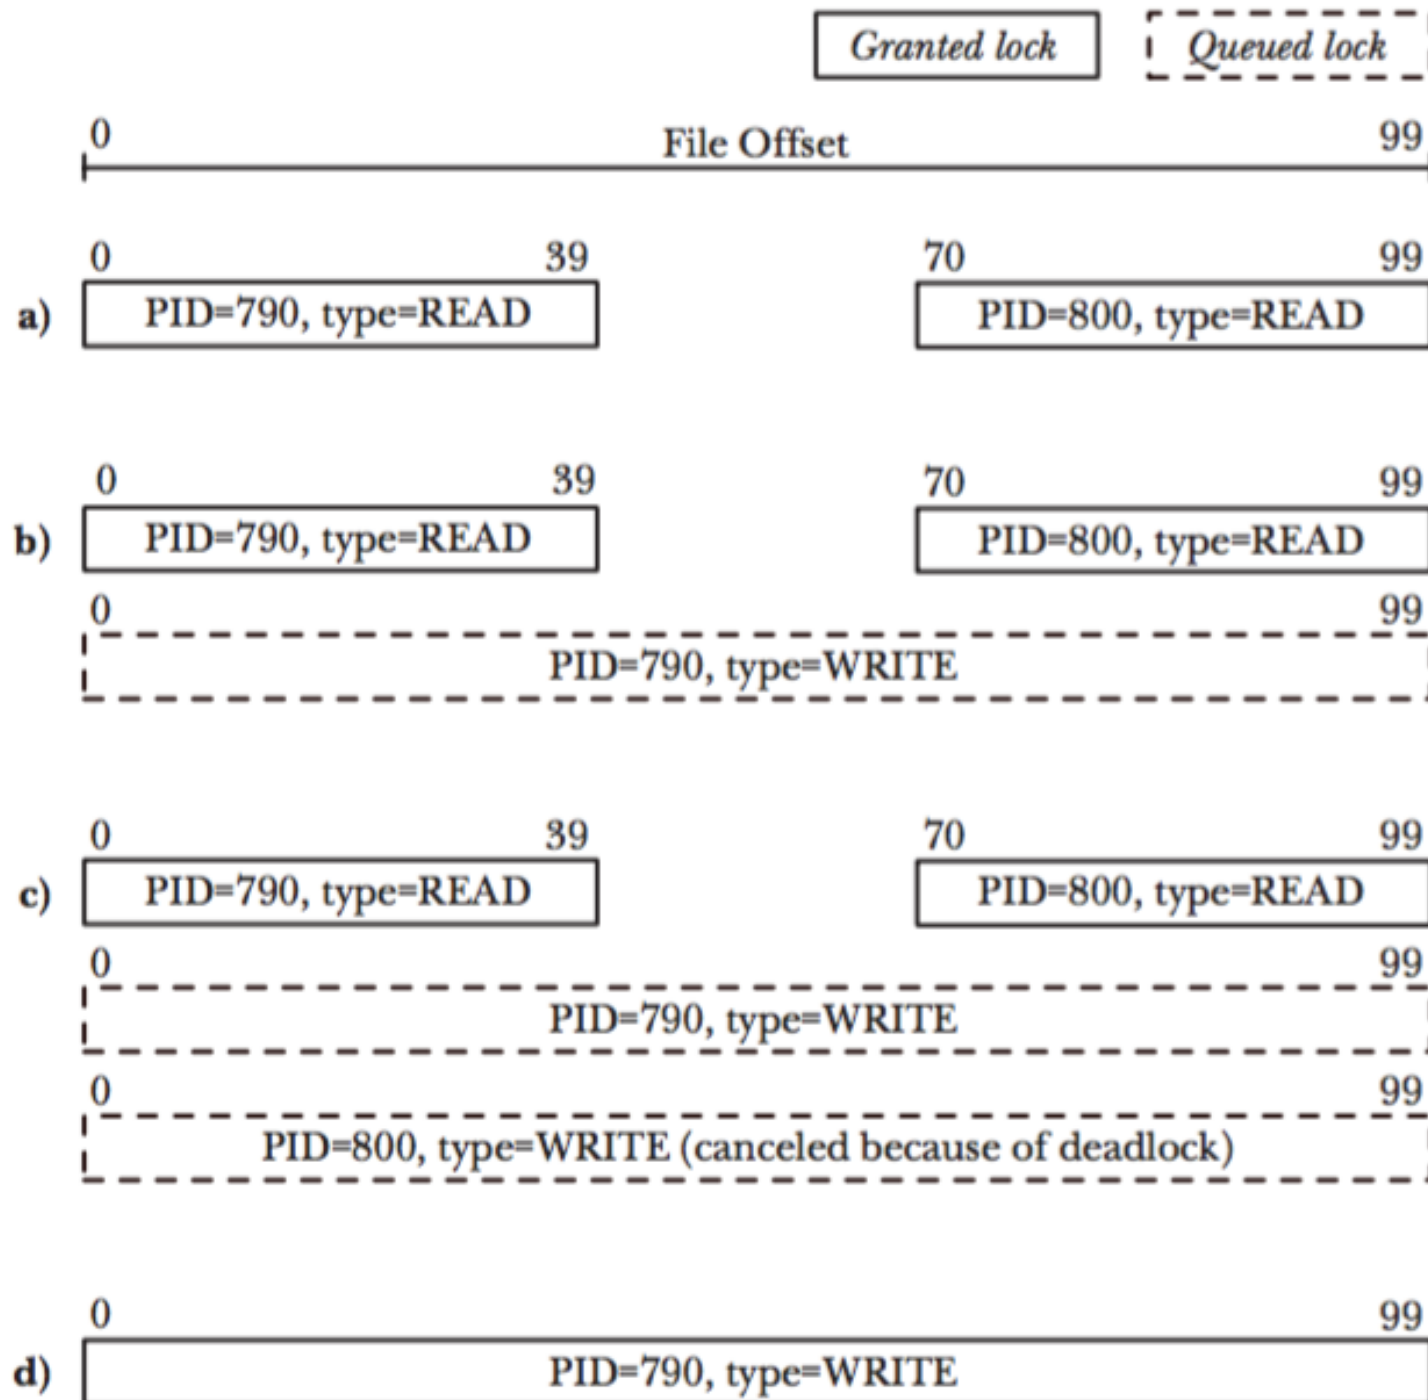 Granted lock Queued lock
0 File Offset 99
0 39 70 99
a) PID=790, type=READ PID=800, type=READ
0 39 70 99
b) PID=790, type=READ PID=800, type=READ
0 99
PID=790, type=WRITE
0 39 70 99
c) PID=790, type=READ PID=800, type=READ
0 99
PID=790, type=WRITE
0 99
PID=800, type=WRITE (canceled because of deadlock)
0 99
d) PID=790, type=WRITE